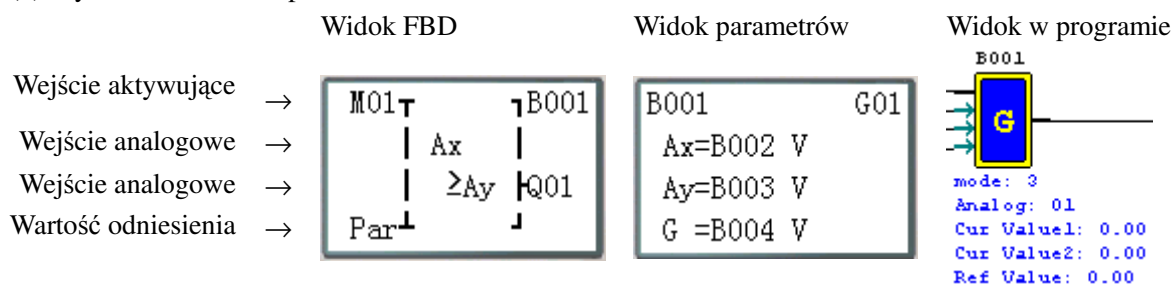 Widok FBD Widok parametrów Widok w programie
Wejście aktywujące →
Wejście analogowe →
Wejście analogowe →
Wartość odniesienia →
M01 B001
Ax
≥Ay Q01
Par
B001 G01
Ax=B002 V
Ay=B003 V
G =B004 V
B001
G
mode: 3
Analog: 01
Cur Value1: 0.00
Cur Value2: 0.00
Ref Value: 0.00